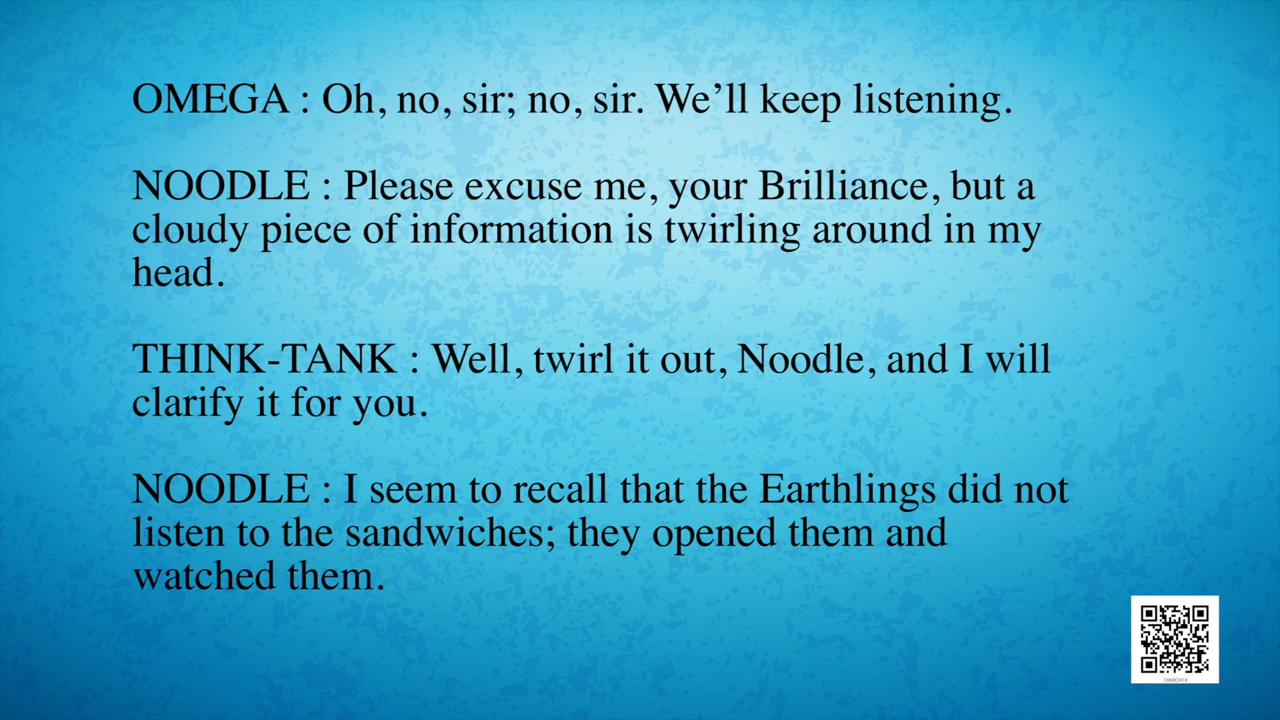 OMEGA : Oh, no, sir; no, sir. We’ll keep listening.
NOODLE : Please excuse me, your Brilliance, but a
cloudy piece of information is twirling around in my
head.
THINK-TANK : Well, twirl it out, Noodle, and I will
clarify it for you.
NOODLE : I seem to recall that the Earthlings did not
listen to the sandwiches; they opened them and
watched them.